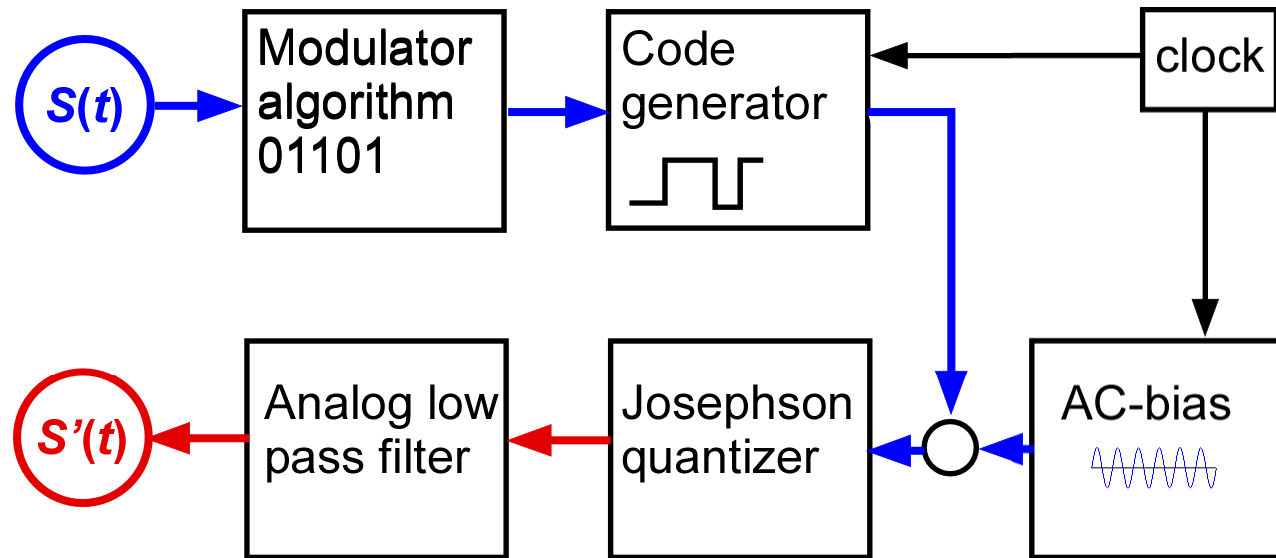 S(t)
Modulator
algorithm
01101
Code
generator
clock
S’(t)
Analog low
pass filter
Josephson
quantizer
AC-bias